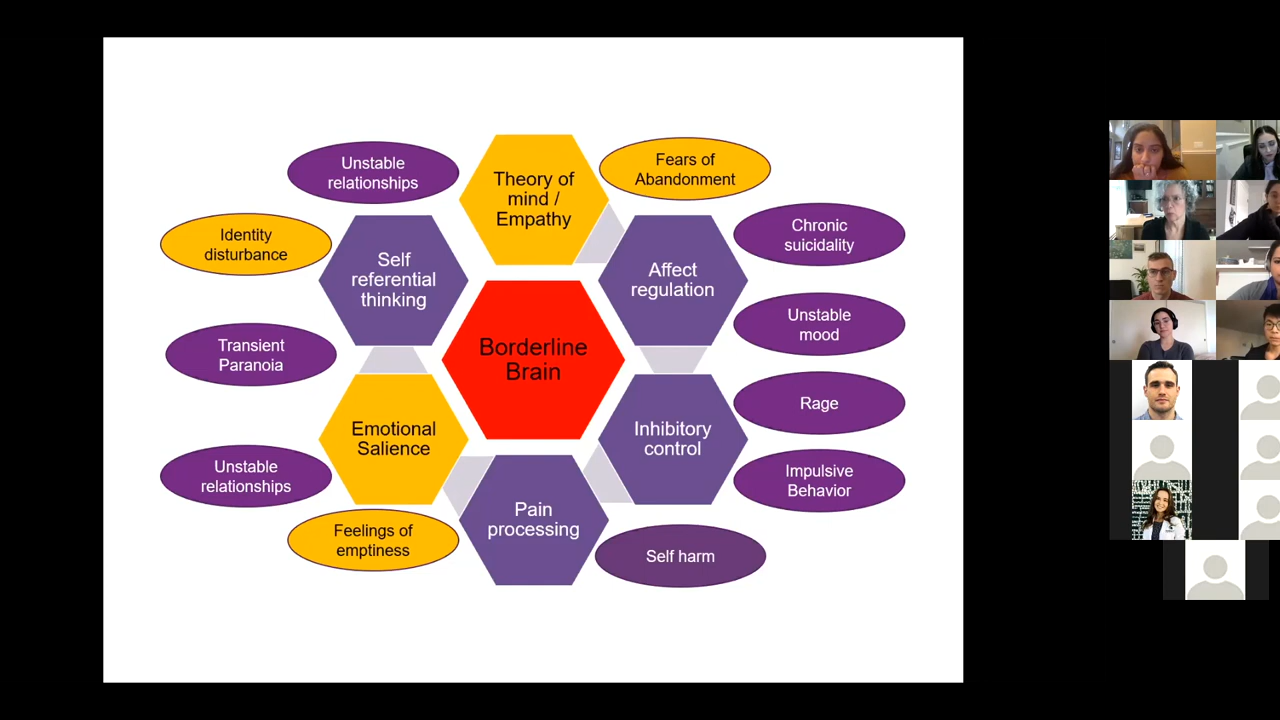 Unstable
relationships
Theory of
mind /
Empathy
Fears of
Abandonment
Identity
disturbance
Self
referential
thinking
Affect
regulation
Chronic
suicidality
Transient
Paranoia
Borderline
Brain
Unstable
mood
Emotional
Salience
Inhibitory
control
Rage
Unstable
relationships
Impulsive
Behavior
Feelings of
emptiness
Pain
processing
Self harm